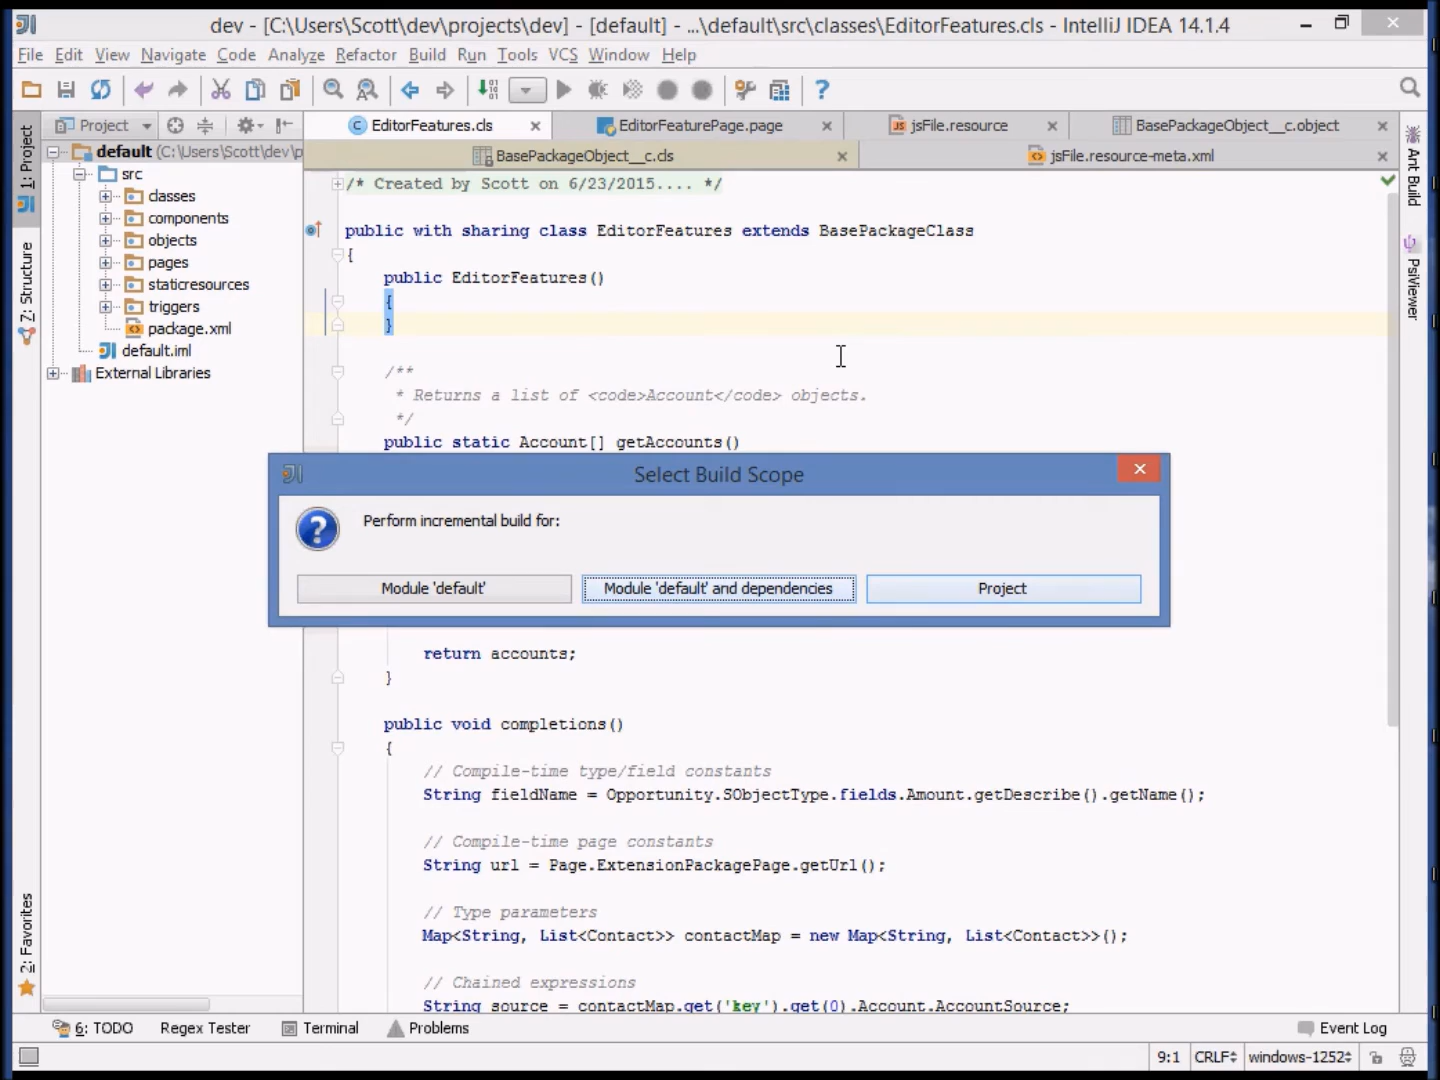 dev - [C:\Users\Scott\dev\projects\dev] - [default] - ...\default\src\classes\EditorFeatures.cls - IntelliJ IDEA 14.1.4
File Edit View Navigate Code Analyze Refactor Build Run Tools VCS Window Help
1: Project
Project
EditorFeatures.cls
EditorFeaturePage.page
jsFile.resource
BasePackageObject__c.object
default (C:\Users\Scott\dev\p
BasePackageObject__c.cls
jsFile.resource-meta.xml
src
classes
components
objects
pages
staticresources
triggers
package.xml
default.iml
External Libraries
Z: Structure
2: Favorites
Ant Build
PsiViewer
/* Created by Scott on 6/23/2015.... */
public with sharing class EditorFeatures extends BasePackageClass
{
public EditorFeatures()
{
}
/**
* Returns a list of <code>Account</code> objects.
*/
public static Account[] getAccounts()
Select Build Scope
Perform incremental build for:
Module 'default'
Module 'default' and dependencies
Project
return accounts;
}
public void completions()
{
// Compile-time type/field constants
String fieldName = Opportunity.SObjectType.fields.Amount.getDescribe().getName();
// Compile-time page constants
String url = Page.ExtensionPackagePage.getUrl();
// Type parameters
Map<String, List<Contact>> contactMap = new Map<String, List<Contact>>();
// Chained expressions
String source = contactMap.get('key').get(0).Account.AccountSource;
6: TODO
Regex Tester
Terminal
Problems
Event Log
9:1
CRLF
windows-1252